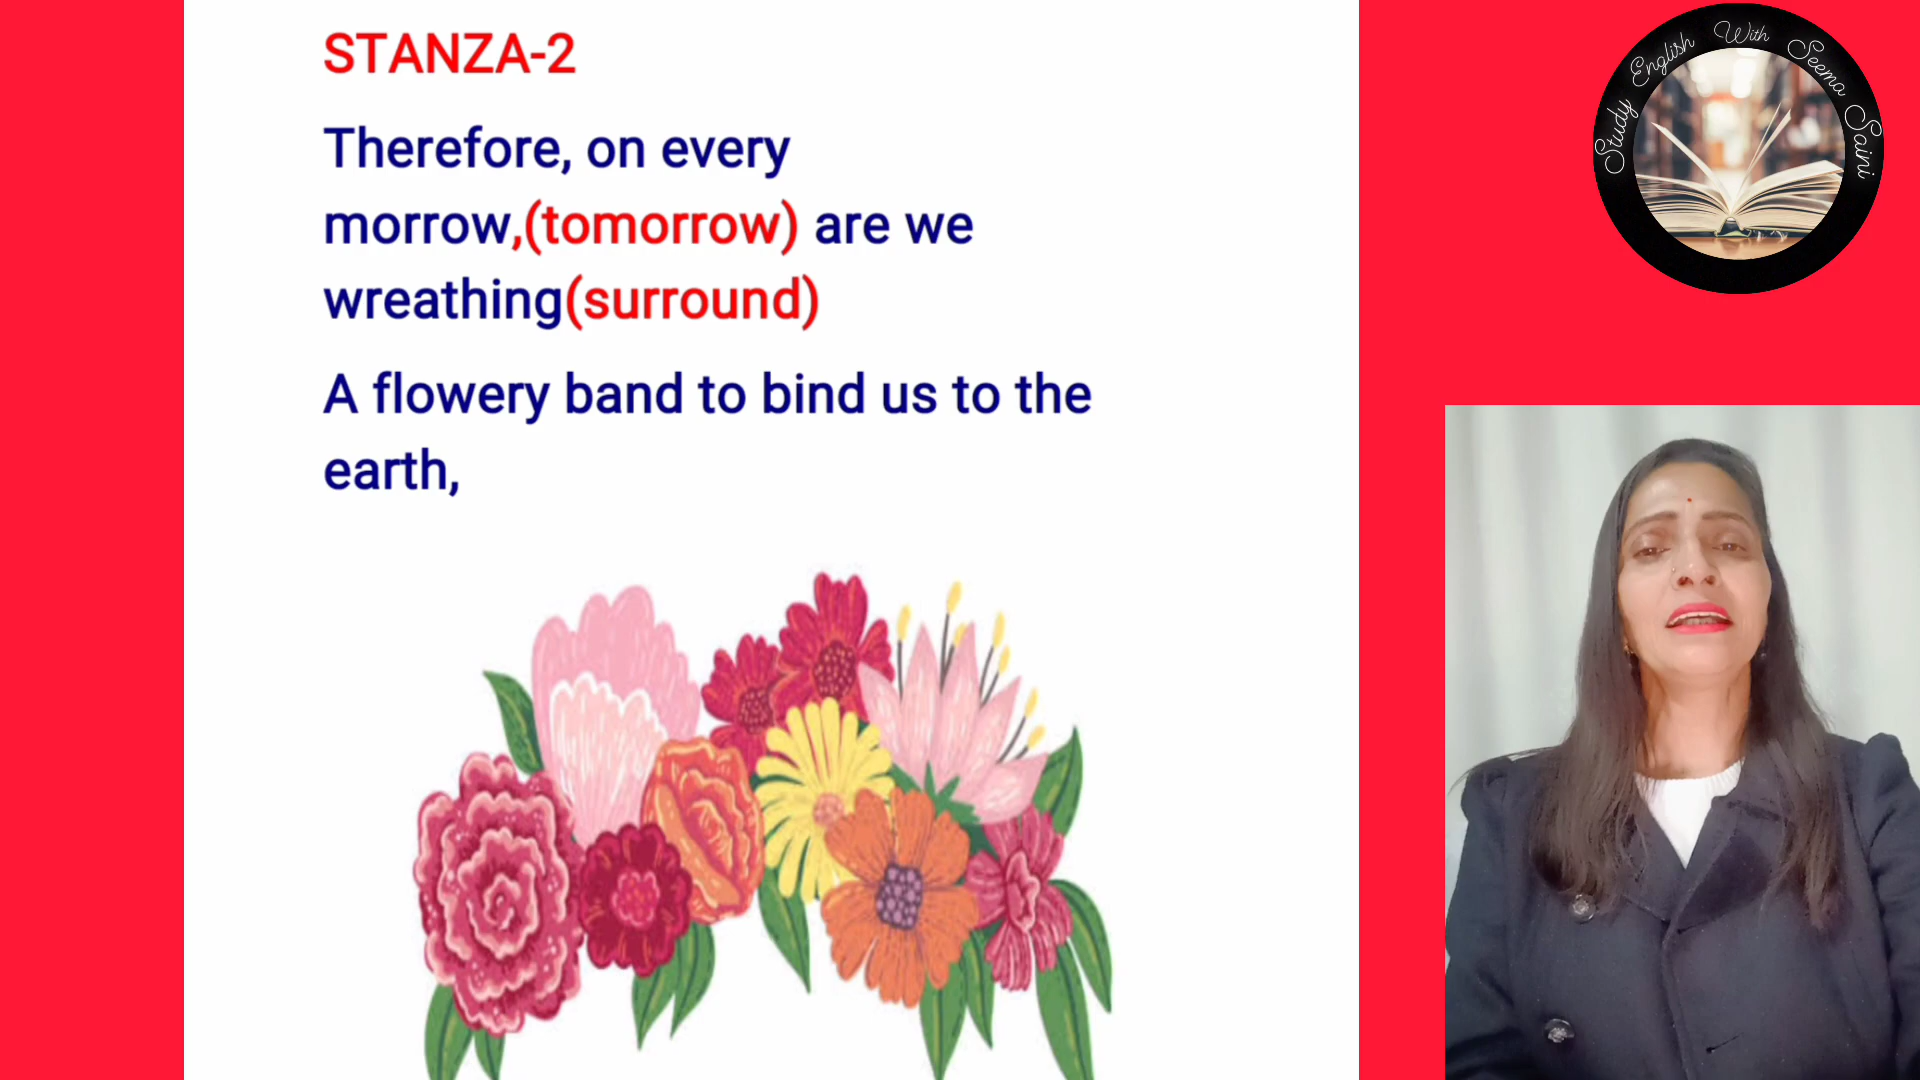 STANZA-2
Therefore, on every
morrow,(tomorrow) are we
wreathing(surround)
A flowery band to bind us to the
earth,
Study English With Seema Saini